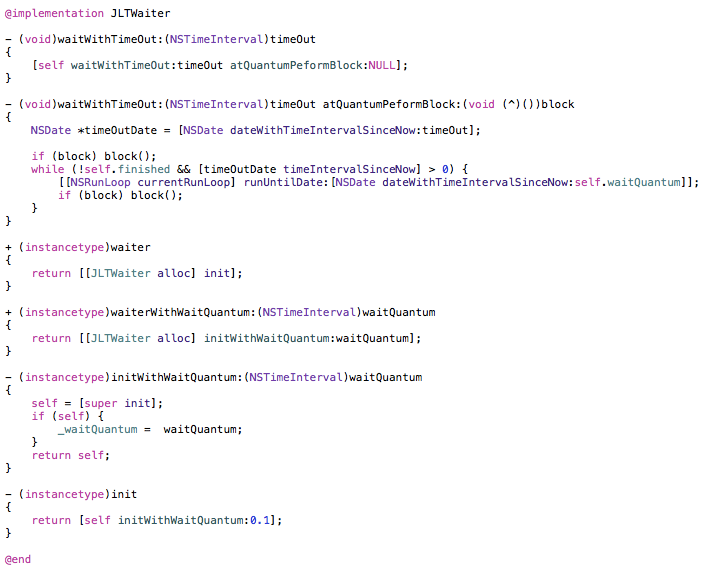 @implementation JLTWaiter

- (void)waitWithTimeOut:(NSTimeInterval)timeOut
{
    [self waitWithTimeOut:timeOut atQuantumPeformBlock:NULL];
}

- (void)waitWithTimeOut:(NSTimeInterval)timeOut atQuantumPeformBlock:(void (^)())block
{
    NSDate *timeOutDate = [NSDate dateWithTimeIntervalSinceNow:timeOut];

    if (block) block();
    while (!self.finished && [timeOutDate timeIntervalSinceNow] > 0) {
        [[NSRunLoop currentRunLoop] runUntilDate:[NSDate dateWithTimeIntervalSinceNow:self.waitQuantum]];
        if (block) block();
    }
}

+ (instancetype)waiter
{
    return [[JLTWaiter alloc] init];
}

+ (instancetype)waiterWithWaitQuantum:(NSTimeInterval)waitQuantum
{
    return [[JLTWaiter alloc] initWithWaitQuantum:waitQuantum];
}

- (instancetype)initWithWaitQuantum:(NSTimeInterval)waitQuantum
{
    self = [super init];
    if (self) {
        _waitQuantum =  waitQuantum;
    }
    return self;
}

- (instancetype)init
{
    return [self initWithWaitQuantum:0.1];
}

@end